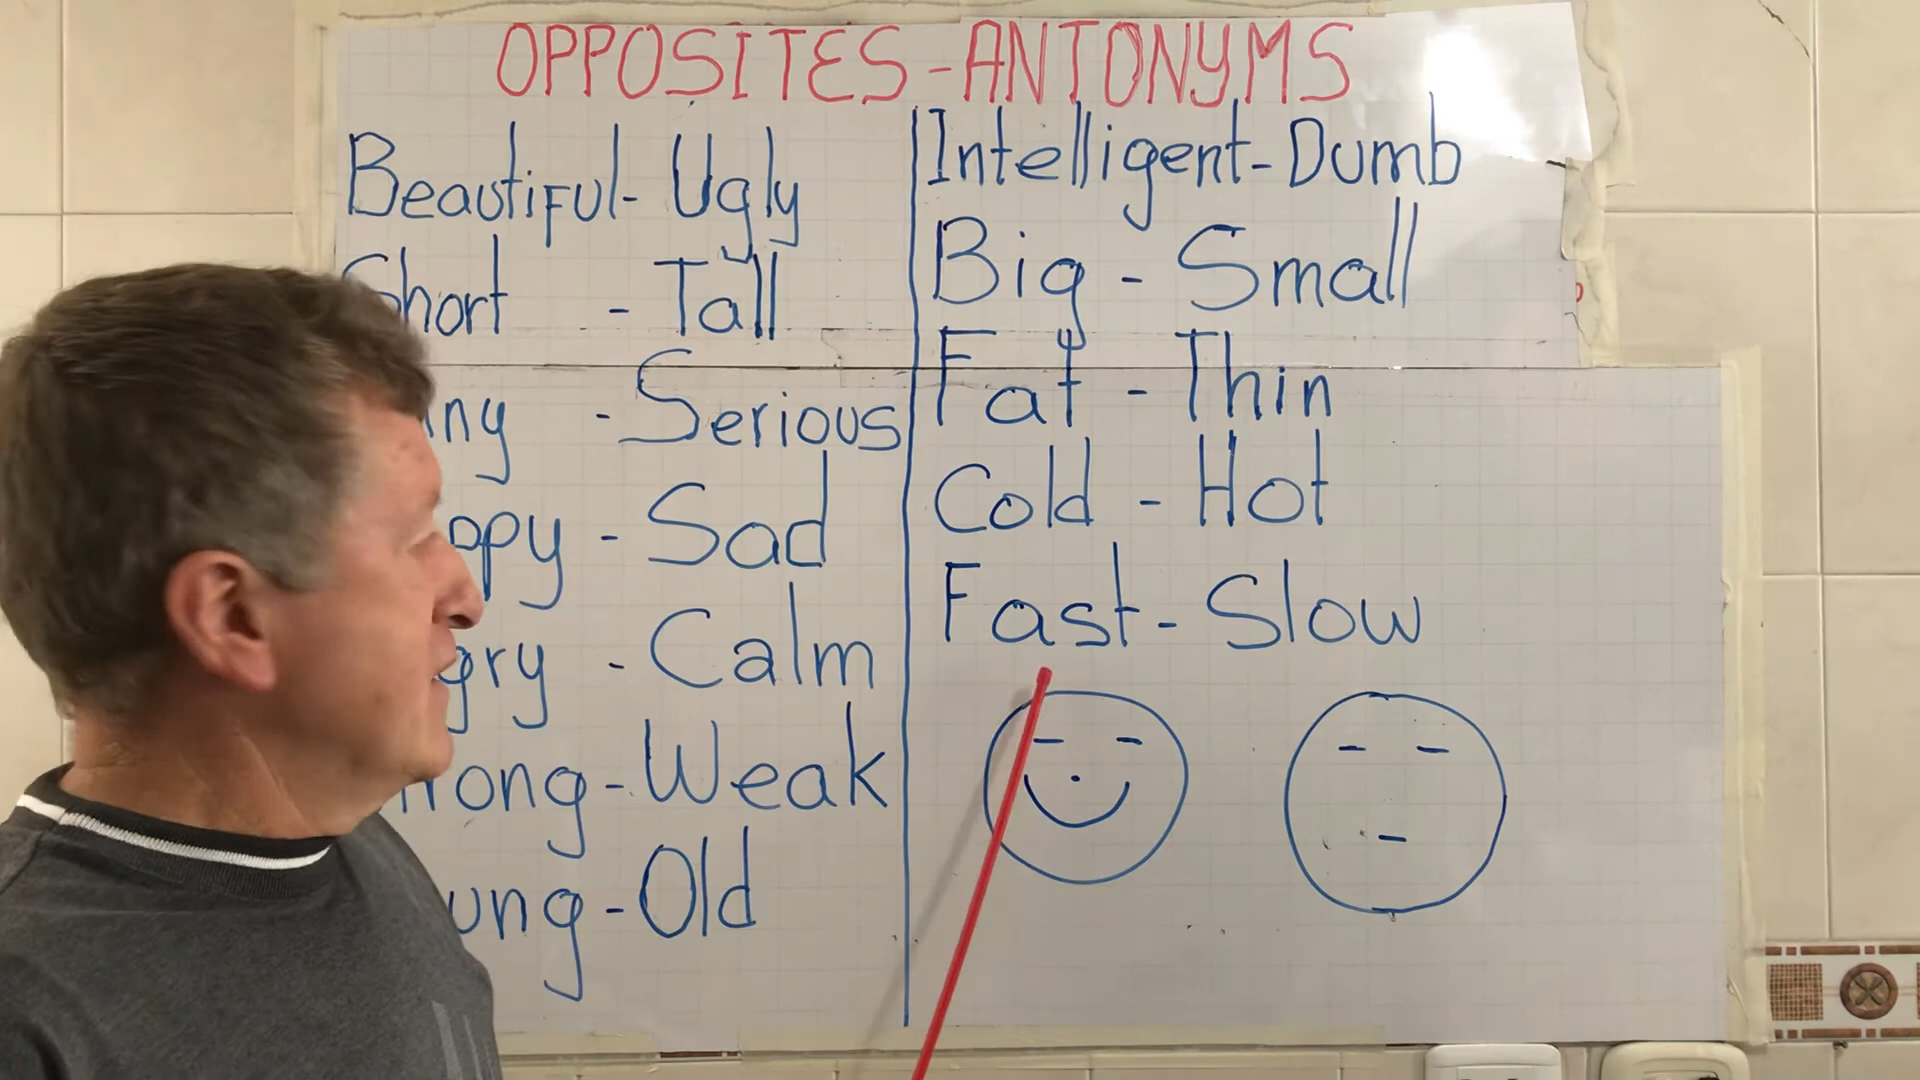 OPPOSITES - ANTONYMS
Beautiful - Ugly
Short - Tall
- Serious
- Sad
- Calm
- Weak
- Old
Intelligent - Dumb
Big - Small
Fat - Thin
Cold - Hot
Fast - Slow